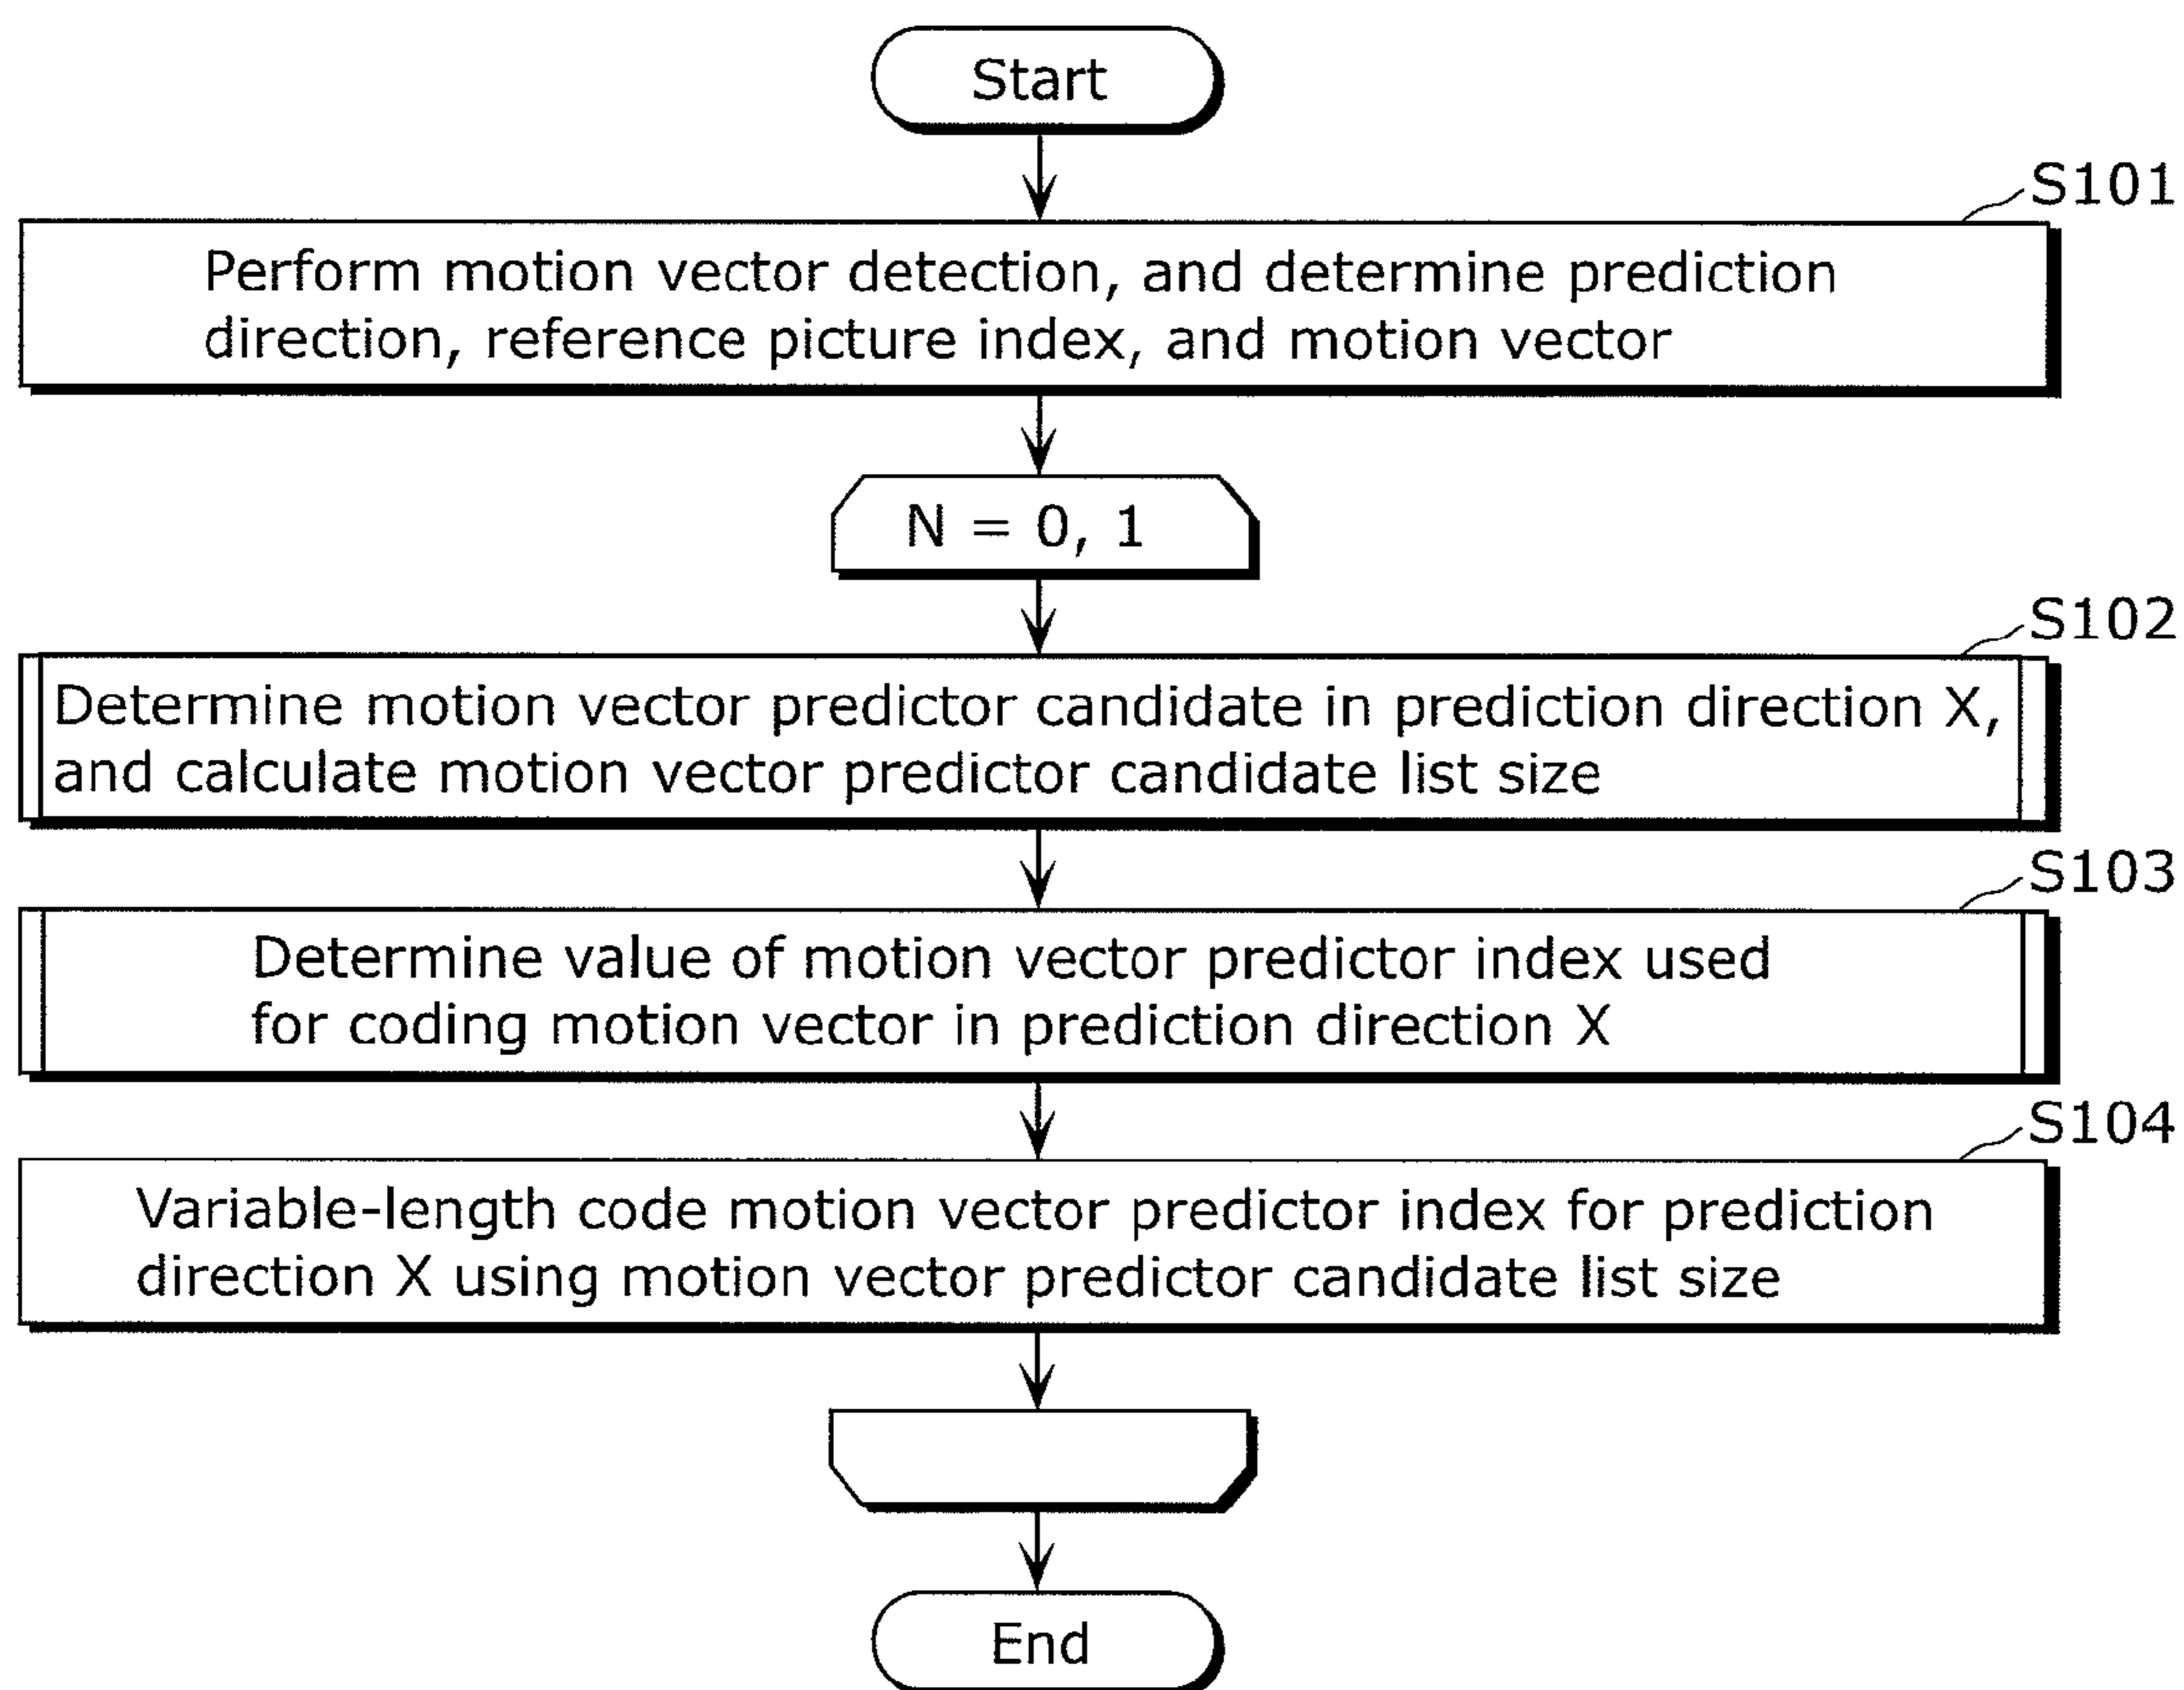 Start
S101
Perform motion vector detection, and determine prediction
direction, reference picture index, and motion vector
N = 0, 1
S102
Determine motion vector predictor candidate in prediction direction X,
and calculate motion vector predictor candidate list size
S103
Determine value of motion vector predictor index used
for coding motion vector in prediction direction X
S104
Variable-length code motion vector predictor index for prediction
direction X using motion vector predictor candidate list size
End